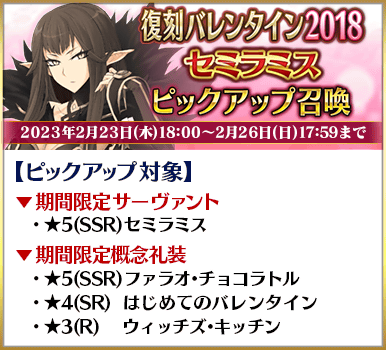 復刻バレンタイン2018
セミラミス
ピックアップ召喚
2023年2月23日(木)18:00～2月26日(日)17:59まで
【ピックアップ対象】
▼期間限定サーヴァント
・★5(SSR)セミラミス
▼期間限定概念礼装
・★5(SSR)ファラオ・チョコラトル
・★4(SR) はじめてのバレンタイン
・★3(R) ウィッチズ・キッチン